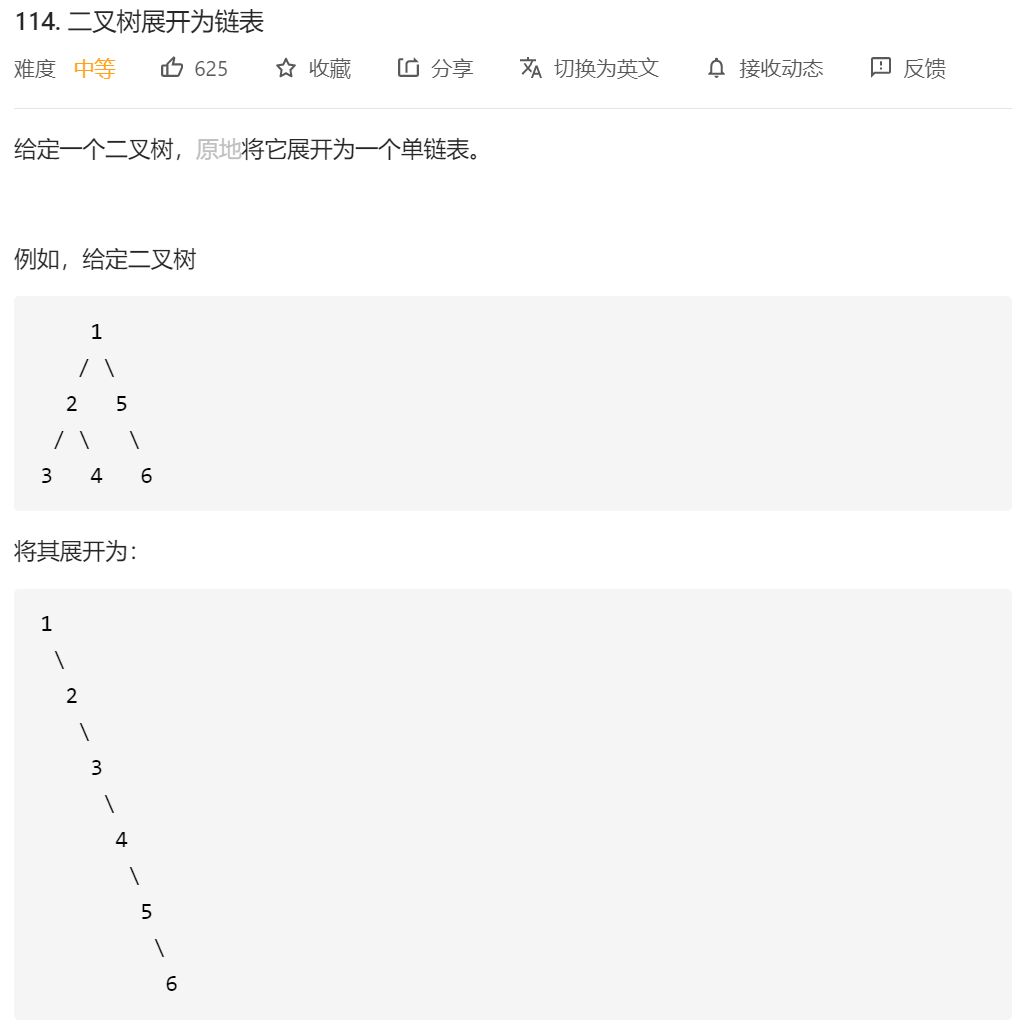 114. 二叉树展开为链表
难度 中等 625 收藏 分享 切换为英文 接收动态 反馈
给定一个二叉树，原地将它展开为一个单链表。
例如，给定二叉树
1
/ \
2 5
/ \ \
3 4 6
将其展开为：
1
\
2
\
3
\
4
\
5
\
6